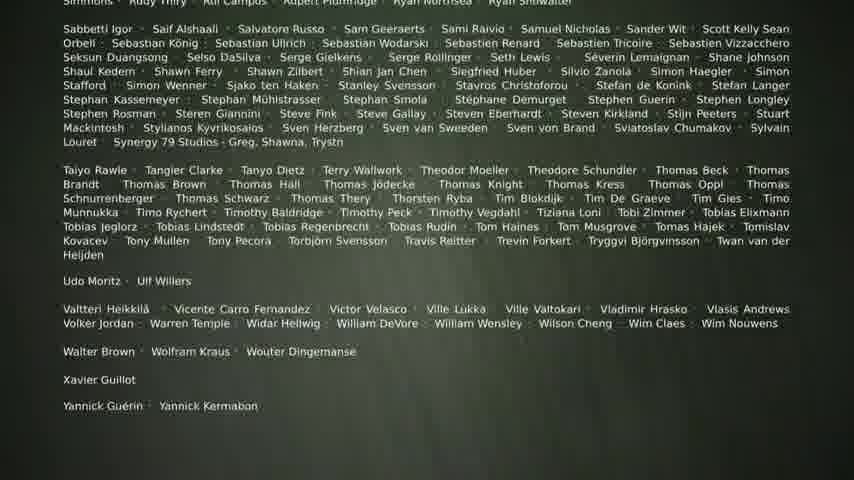 Simmons · Rudy Thiry · Rui Campos · Rupert Plumridge · Ryan Northsea · Ryan Showalter
Sabbetti Igor · Saif Alshaali · Salvatore Russo · Sam Geeraerts · Sami Raivio · Samuel Nicholas · Sander Wit · Scott Kelly Sean
Orbell · Sebastian König · Sebastian Ullrich · Sebastian Wodarski · Sebastien Renard · Sebastien Tricoire · Sebastien Vizzacchero
Seksun Duangsong · Selso DaSilva · Serge Gielkens · Serge Rollinger · Seth Lewis · Séverin Lemaignan · Shane Johnson
Shaul Kedem · Shawn Ferry · Shawn Zilbert · Shian Jan Chen · Siegfried Huber · Silvio Zanola · Simon Haegler · Simon
Stafford · Simon Wenner · Sjako ten Haken · Stanley Svensson · Stavros Christoforou · Stefan de Konink · Stefan Langer
Stephan Kassemeyer · Stephan Mühlstrasser · Stephan Smola · Stéphane Demurget · Stephen Guerin · Stephen Longley
Stephen Rosman · Steren Giannini · Steve Fink · Steve Gallay · Steven Eberhardt · Steven Kirkland · Stijn Peeters · Stuart
Mackintosh · Stylianos Kyvrikosaios · Sven Herzberg · Sven van Sweeden · Sven von Brand · Sviatoslav Chumakov · Sylvain
Louret · Synergy 79 Studios - Greg, Shawna, Trystn
Taiyo Rawle · Tangier Clarke · Tanyo Dietz · Terry Wallwork · Theodor Moeller · Theodore Schundler · Thomas Beck · Thomas
Brandt · Thomas Brown · Thomas Hall · Thomas Jödecke · Thomas Knight · Thomas Kress · Thomas Oppl · Thomas
Schnurrenberger · Thomas Schwarz · Thomas Thery · Thorsten Ryba · Tim Blokdijk · Tim De Graeve · Tim Gies · Timo
Munnukka · Timo Rychert · Timothy Baldridge · Timothy Peck · Timothy Vegdahl · Tiziana Loni · Tobi Zimmer · Tobias Elixmann
Tobias Jeglorz · Tobias Lindstedt · Tobias Regenbrecht · Tobias Rudin · Tom Haines · Tom Musgrove · Tomas Hajek · Tomislav
Kovacev · Tony Mullen · Tony Pecora · Torbjörn Svensson · Travis Reitter · Trevin Forkert · Tryggvi Björgvinsson · Twan van der
Heijden
Udo Moritz · Ulf Willers
Valtteri Heikkilä · Vicente Carro Fernandez · Victor Velasco · Ville Lukka · Ville Valtokari · Vladimir Hrasko · Vlasis Andrews
Volker Jordan · Warren Temple · Widar Hellwig · William DeVore · William Wensley · Wilson Cheng · Wim Claes · Wim Nouwens
Walter Brown · Wolfram Kraus · Wouter Dingemanse
Xavier Guillot
Yannick Guérin · Yannick Kermabon